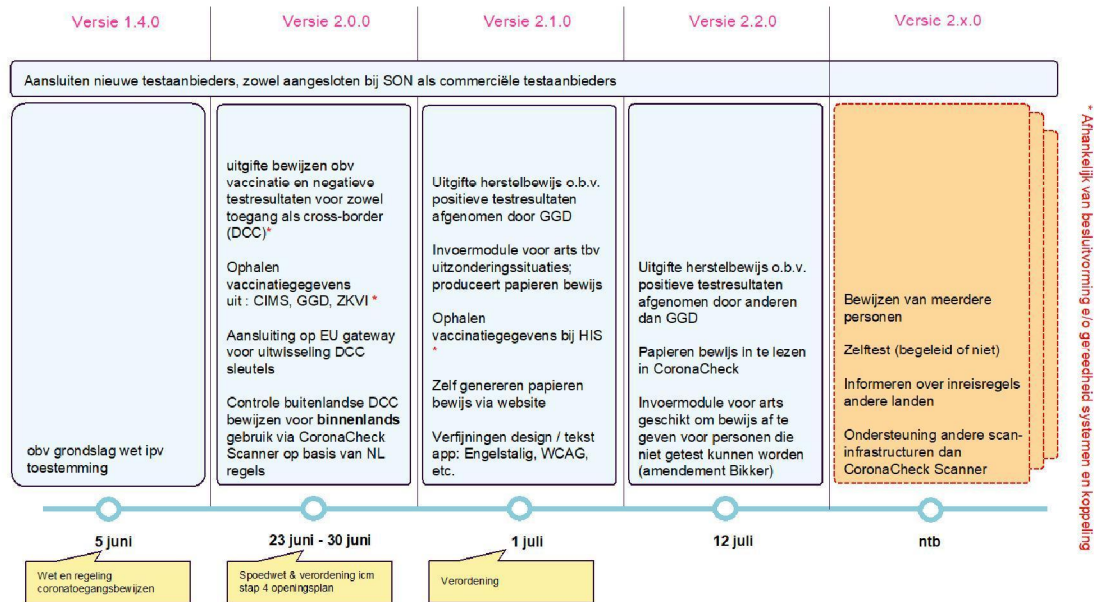 Versie 1.4.0
Versie 2.0.0
Versie 2.1.0
Versie 2.2.0
Versie 2.x.0
Aansluiten nieuwe testaanbieders, zowel aangesloten bij SON als commerciële testaanbieders
obv grondslag wet ipv
toestemming
uitgifte bewijzen obv
vaccinatie en negatieve
testresultaten voor zowel
toegang als cross-border
(DCC)*
Ophalen
vaccinatiegegevens
uit : CIMS, GGD, ZKVI *
Aansluiting op EU gateway
voor uitwisseling DCC
sleutels
Controle buitenlandse DCC
bewijzen voor binnenlands
gebruik via CoronaCheck
Scanner op basis van NL
regels
Uitgifte herstelbewijs o.b.v.
positieve testresultaten
afgenomen door GGD
Invoermodule voor arts tbv
uitzonderingssituaties;
produceert papieren bewijs
Ophalen
vaccinatiegegevens bij HIS
*
Zelf genereren papieren
bewijs via website
Verfijningen design / tekst
app: Engelstalig, WCAG,
etc.
Uitgifte herstelbewijs o.b.v.
positieve testresultaten
afgenomen door anderen
dan GGD
Papieren bewijs in te lezen
in CoronaCheck
Invoermodule voor arts
geschikt om bewijs af te
geven voor personen die
niet getest kunnen worden
(amendement Bikker)
Bewijzen van meerdere
personen
Zelftest (begeleid of niet)
Informeren over inreisregels
andere landen
Ondersteuning andere scan-
infrastructuren dan
CoronaCheck Scanner
* Afhankelijk van besluitvorming e/o gereedheid systemen en koppeling
5 juni
23 juni - 30 juni
1 juli
12 juli
ntb
Wet en regeling
coronatoegangsbewijzen
Spoedwet & verordening icm
stap 4 openingsplan
Verordening